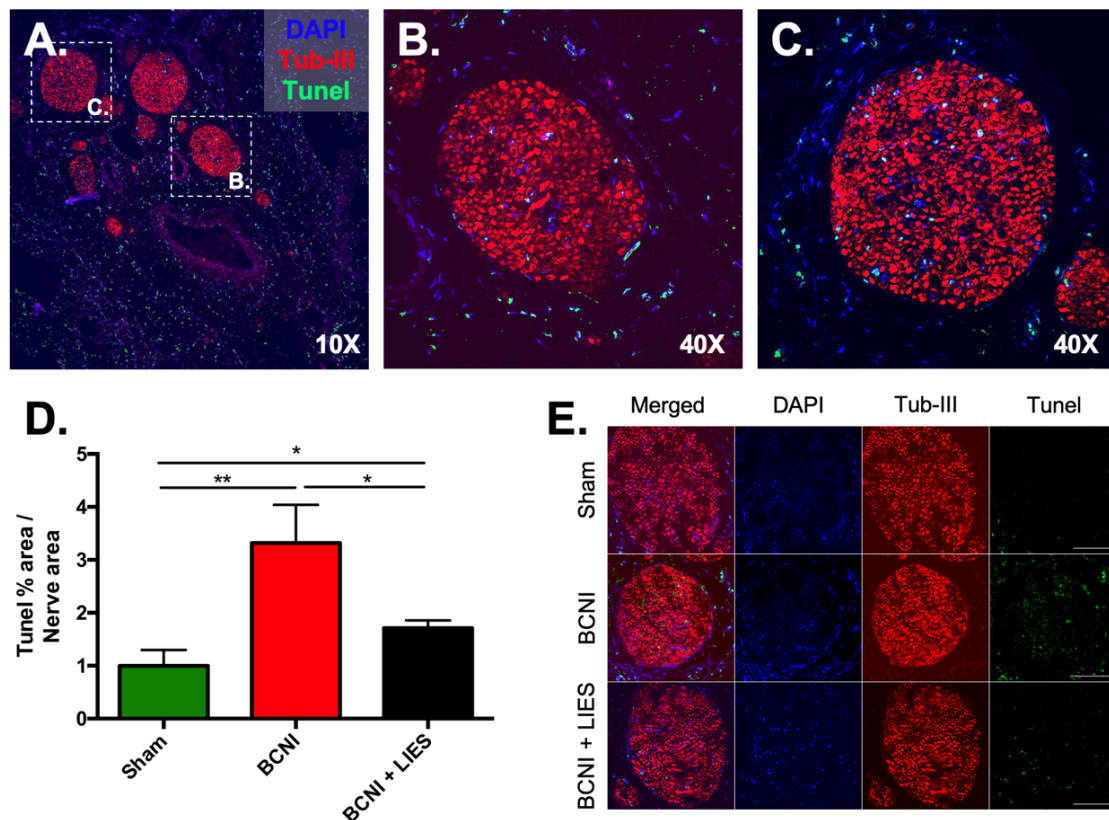 A.
DAPI
Tub-III
Tunel
C.
B.
10X
B.
40X
C.
40X
D.
Tunel % area /
Nerve area
5
4
3
2
1
0
*
**
*
Sham
BCNI
BCNI + LIES
E.
Merged
DAPI
Tub-III
Tunel
Sham
BCNI
BCNI + LIES